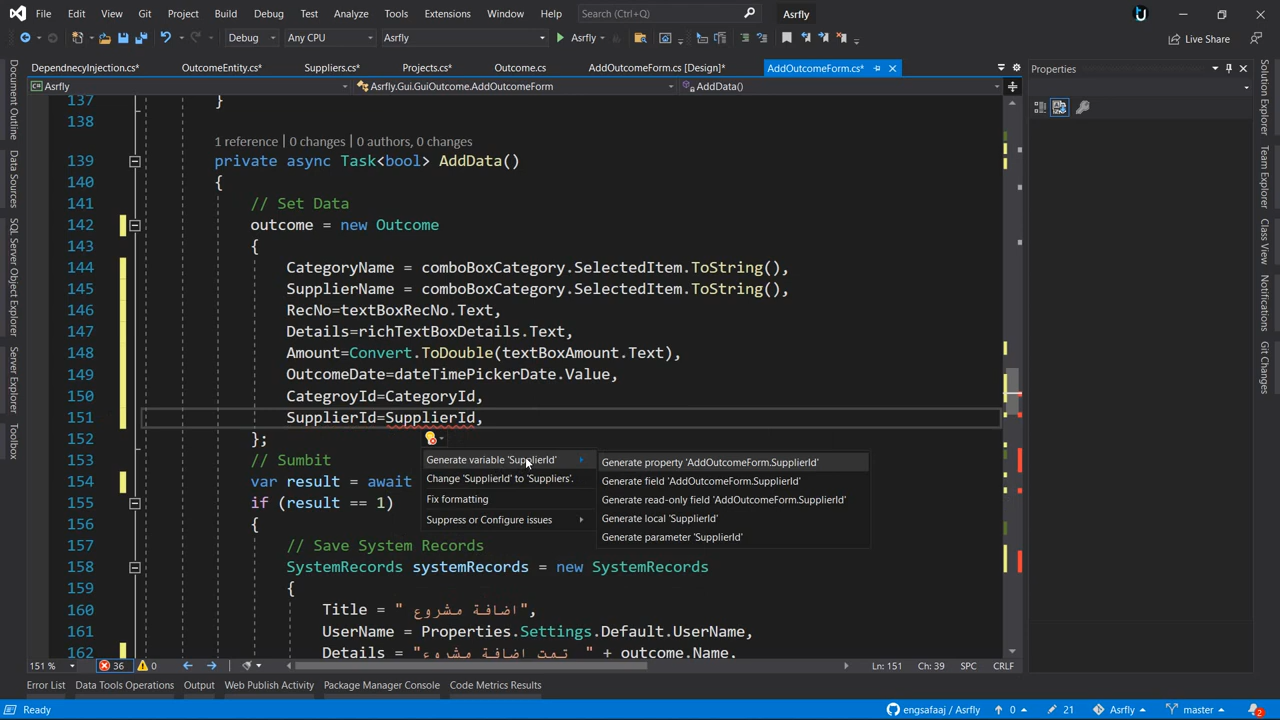 File Edit View Git Project Build Debug Test Analyze Tools Extensions Window Help Search (Ctrl+Q) Asrfly
Debug Any CPU Asrfly Asrfly Live Share
DependnecyInjection.cs* OutcomeEntity.cs* Suppliers.cs* Projects.cs* Outcome.cs AddOutcomeForm.cs [Design]* AddOutcomeForm.cs* Properties
Asrfly Asrfly.Gui.GuiOutcome.AddOutcomeForm AddData()
Document Outline
Data Sources
SQL Server Object Explorer
Server Explorer
Toolbox
137 }
138
1 reference | 0 changes | 0 authors, 0 changes
139 private async Task<bool> AddData()
140 {
141 // Set Data
142 outcome = new Outcome
143 {
144 CategoryName = comboBoxCategory.SelectedItem.ToString(),
145 SupplierName = comboBoxCategory.SelectedItem.ToString(),
146 RecNo=textBoxRecNo.Text,
147 Details=richTextBoxDetails.Text,
148 Amount=Convert.ToDouble(textBoxAmount.Text),
149 OutcomeDate=dateTimePickerDate.Value,
150 CategroyId=CategoryId,
151 SupplierId=SupplierId,
152 };
153 // Sumbit
154 var result = await
155 if (result == 1)
156 {
157 // Save System Records
158 SystemRecords systemRecords = new SystemRecords
159 {
160 Title = " اضافة مشروع",
161 UserName = Properties.Settings.Default.UserName,
162 Details = "تمت اضافة مشروع " + outcome.Name,
Generate variable 'SupplierId'
Change 'SupplierId' to 'Suppliers'.
Fix formatting
Suppress or Configure issues
Generate property 'AddOutcomeForm.SupplierId'
Generate field 'AddOutcomeForm.SupplierId'
Generate read-only field 'AddOutcomeForm.SupplierId'
Generate local 'SupplierId'
Generate parameter 'SupplierId'
Solution Explorer
Team Explorer
Class View
Notifications
Git Changes
151 % 36 0 Ln: 151 Ch: 39 SPC CRLF
Error List Data Tools Operations Output Web Publish Activity Package Manager Console Code Metrics Results
Ready engsafaaj / Asrfly 0 21 Asrfly master 2